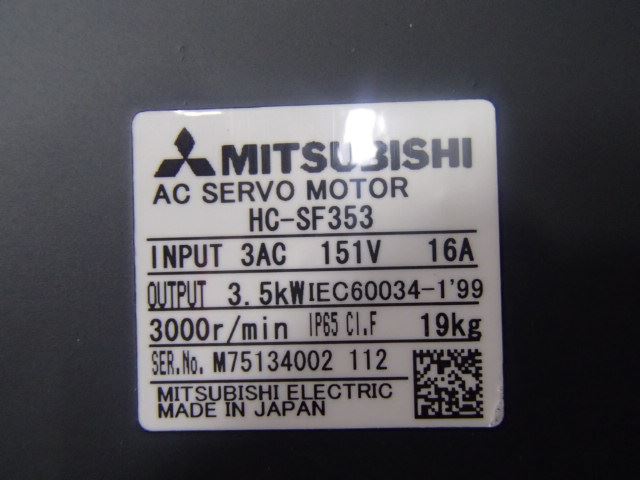 MITSUBISHI
AC SERVO MOTOR
HC-SF353
INPUT 3AC 151V 16A
OUTPUT 3.5kW IEC60034-1'99
3000r/min IP65 CI.F 19kg
SER.No. M75134002 112
MITSUBISHI ELECTRIC
MADE IN JAPAN